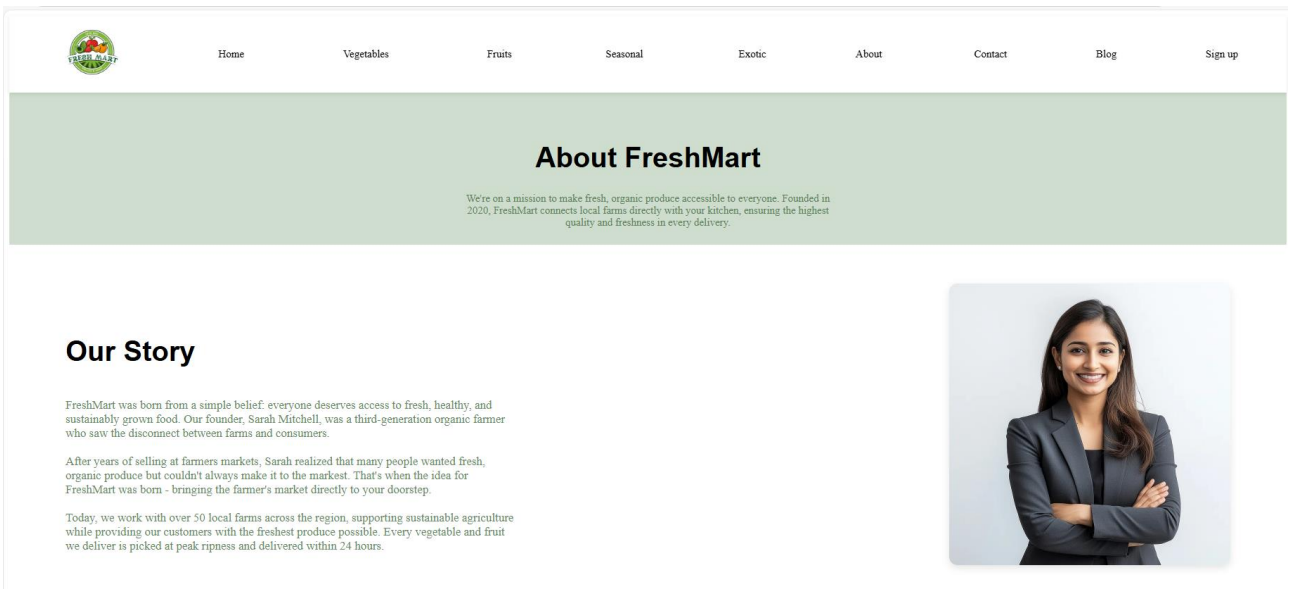 FRESH MART
Home Vegetables Fruits Seasonal Exotic About Contact Blog Sign up
About FreshMart
We're on a mission to make fresh, organic produce accessible to everyone. Founded in
2020, FreshMart connects local farms directly with your kitchen, ensuring the highest
quality and freshness in every delivery.
Our Story
FreshMart was born from a simple belief: everyone deserves access to fresh, healthy, and
sustainably grown food. Our founder, Sarah Mitchell, was a third-generation organic farmer
who saw the disconnect between farms and consumers.
After years of selling at farmers markets, Sarah realized that many people wanted fresh,
organic produce but couldn't always make it to the markest. That's when the idea for
FreshMart was born - bringing the farmer's market directly to your doorstep.
Today, we work with over 50 local farms across the region, supporting sustainable agriculture
while providing our customers with the freshest produce possible. Every vegetable and fruit
we deliver is picked at peak ripness and delivered within 24 hours.